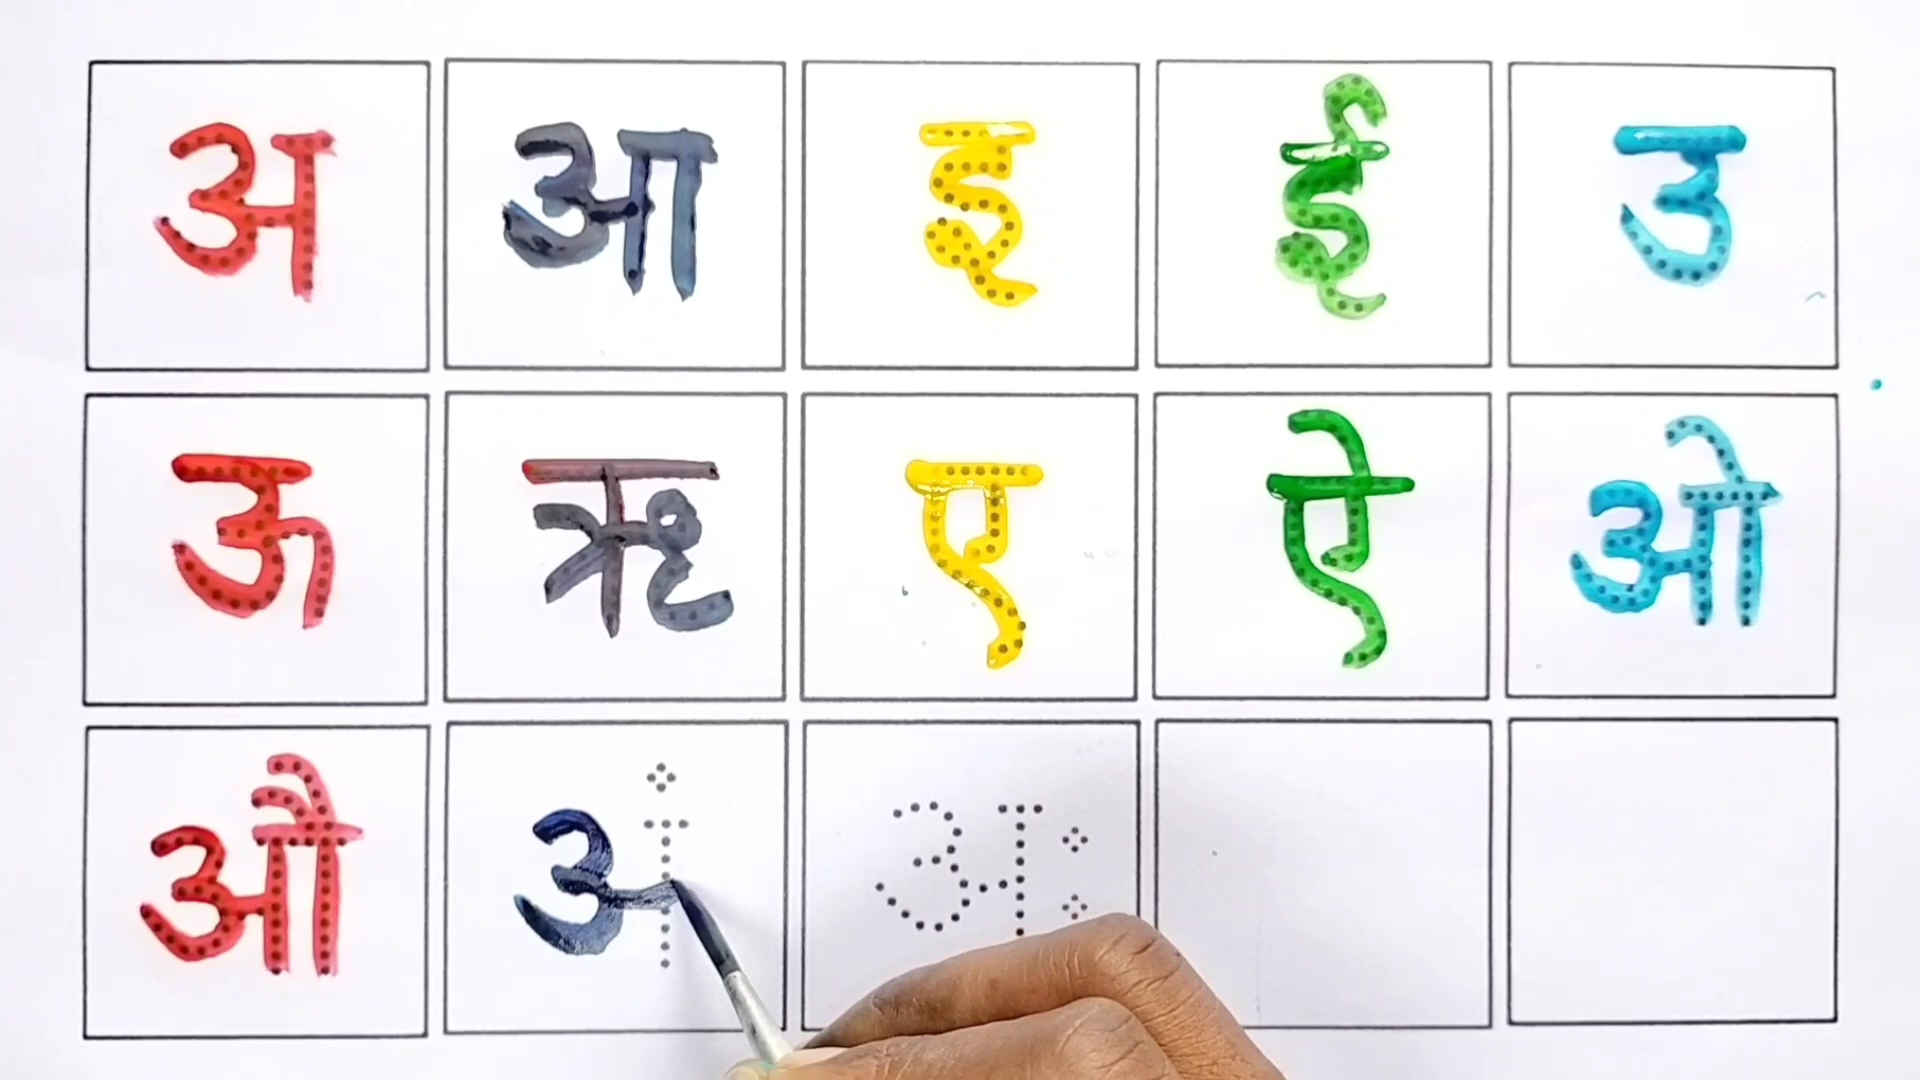 अ आ इ ई उ
ऊ ऋ ए ऐ ओ
औ अं अः